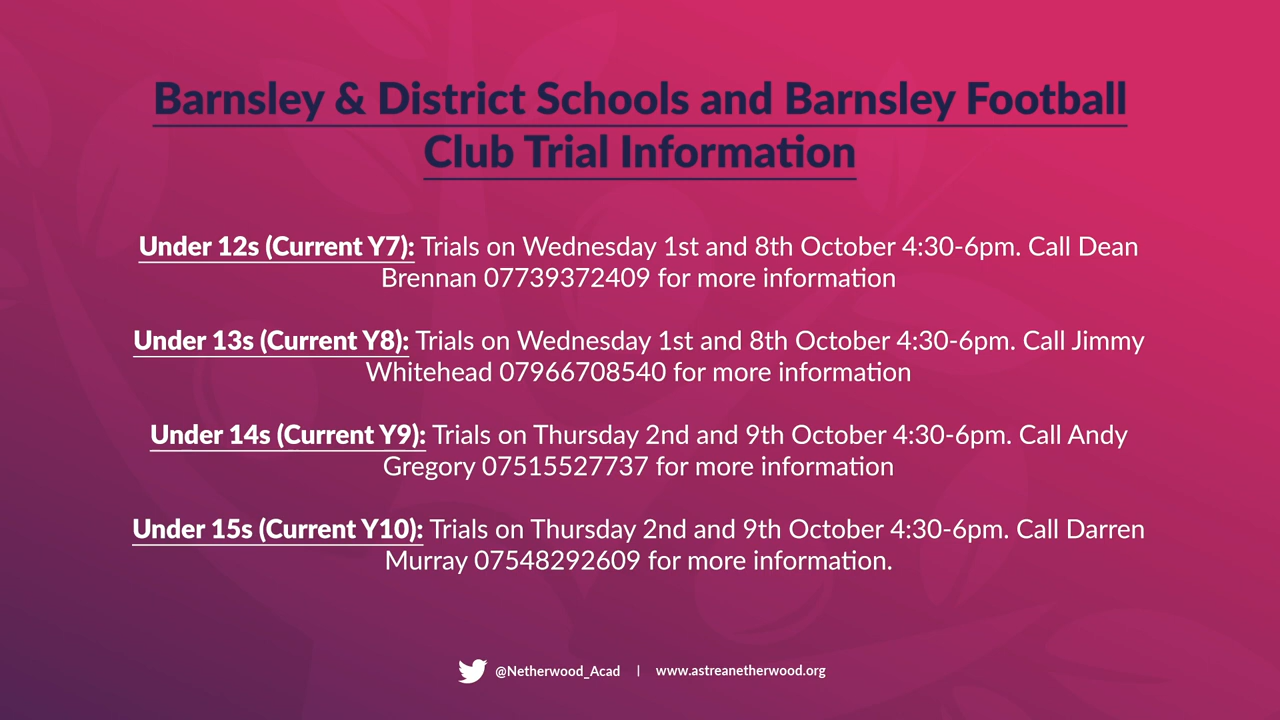 Barnsley & District Schools and Barnsley Football
Club Trial Information
Under 12s (Current Y7): Trials on Wednesday 1st and 8th October 4:30-6pm. Call Dean
Brennan 07739372409 for more information
Under 13s (Current Y8): Trials on Wednesday 1st and 8th October 4:30-6pm. Call Jimmy
Whitehead 07966708540 for more information
Under 14s (Current Y9): Trials on Thursday 2nd and 9th October 4:30-6pm. Call Andy
Gregory 07515527737 for more information
Under 15s (Current Y10): Trials on Thursday 2nd and 9th October 4:30-6pm. Call Darren
Murray 07548292609 for more information.
@Netherwood_Acad | www.astreanetherwood.org